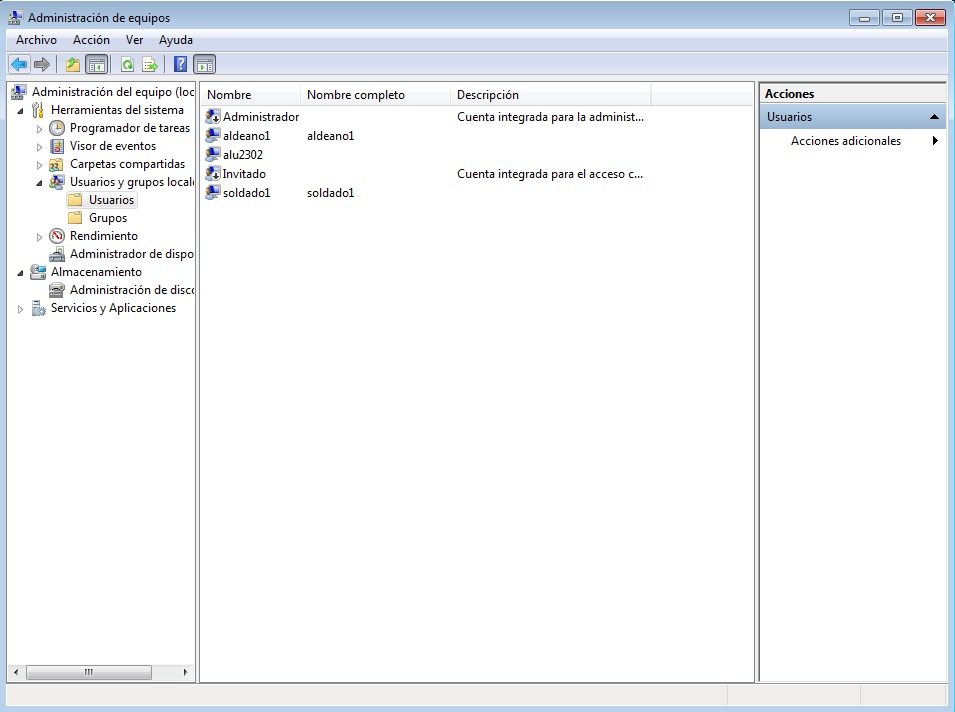 Administración de equipos
Archivo Acción Ver Ayuda
Administración del equipo (loc
Herramientas del sistema
Programador de tareas
Visor de eventos
Carpetas compartidas
Usuarios y grupos locale
Usuarios
Grupos
Rendimiento
Administrador de dispo
Almacenamiento
Administración de disco
Servicios y Aplicaciones
Nombre Nombre completo Descripción
Administrador Cuenta integrada para la administ...
aldeano1 aldeano1
alu2302
Invitado Cuenta integrada para el acceso c...
soldado1 soldado1
Acciones
Usuarios
Acciones adicionales